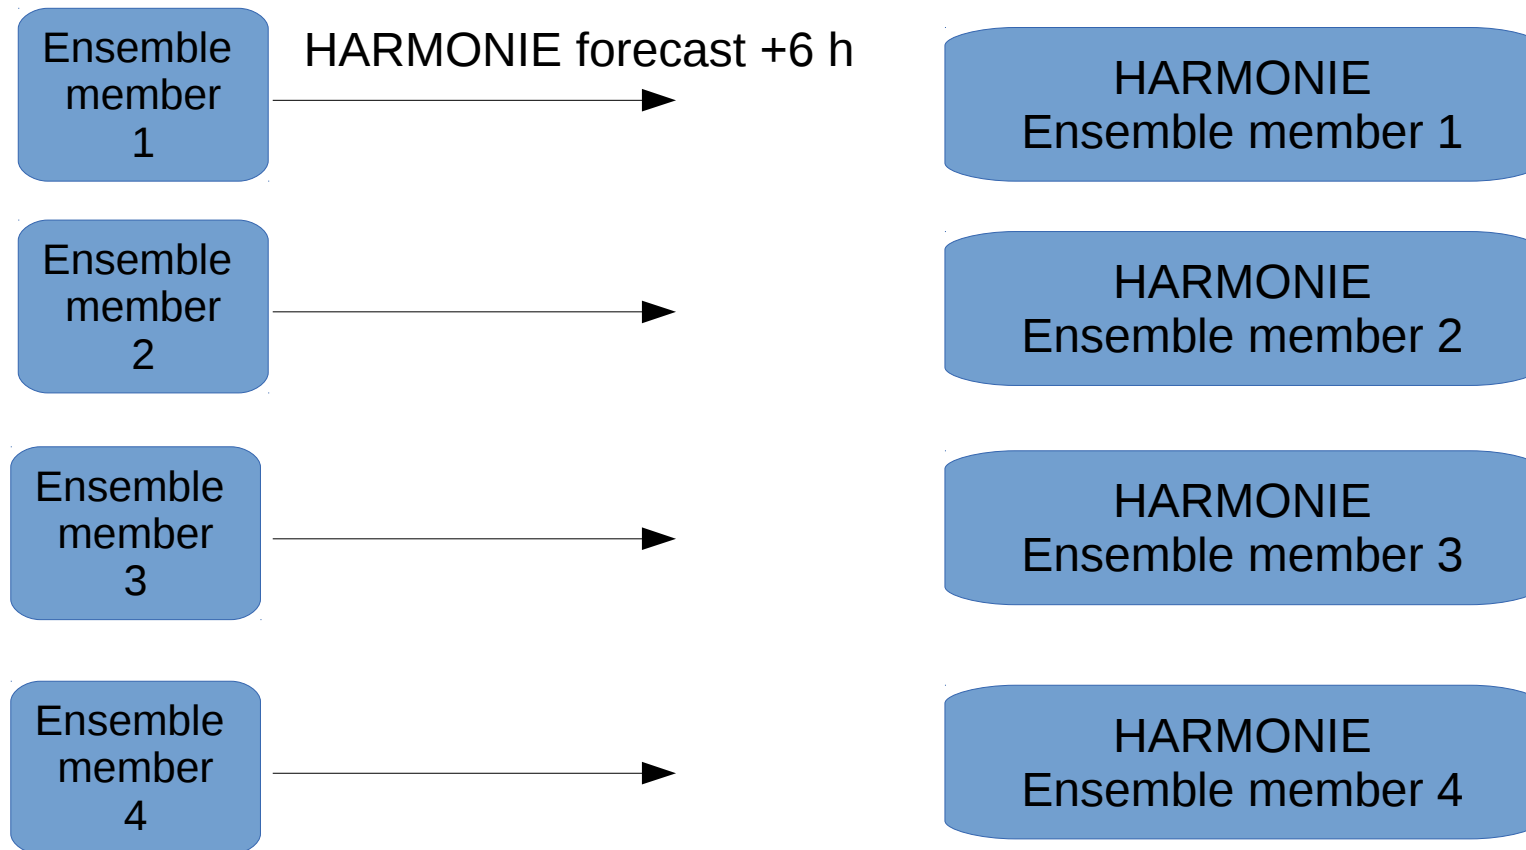 Ensemble
member
1
HARMONIE forecast +6 h
HARMONIE
Ensemble member 1
Ensemble
member
2
HARMONIE
Ensemble member 2
Ensemble
member
3
HARMONIE
Ensemble member 3
Ensemble
member
4
HARMONIE
Ensemble member 4